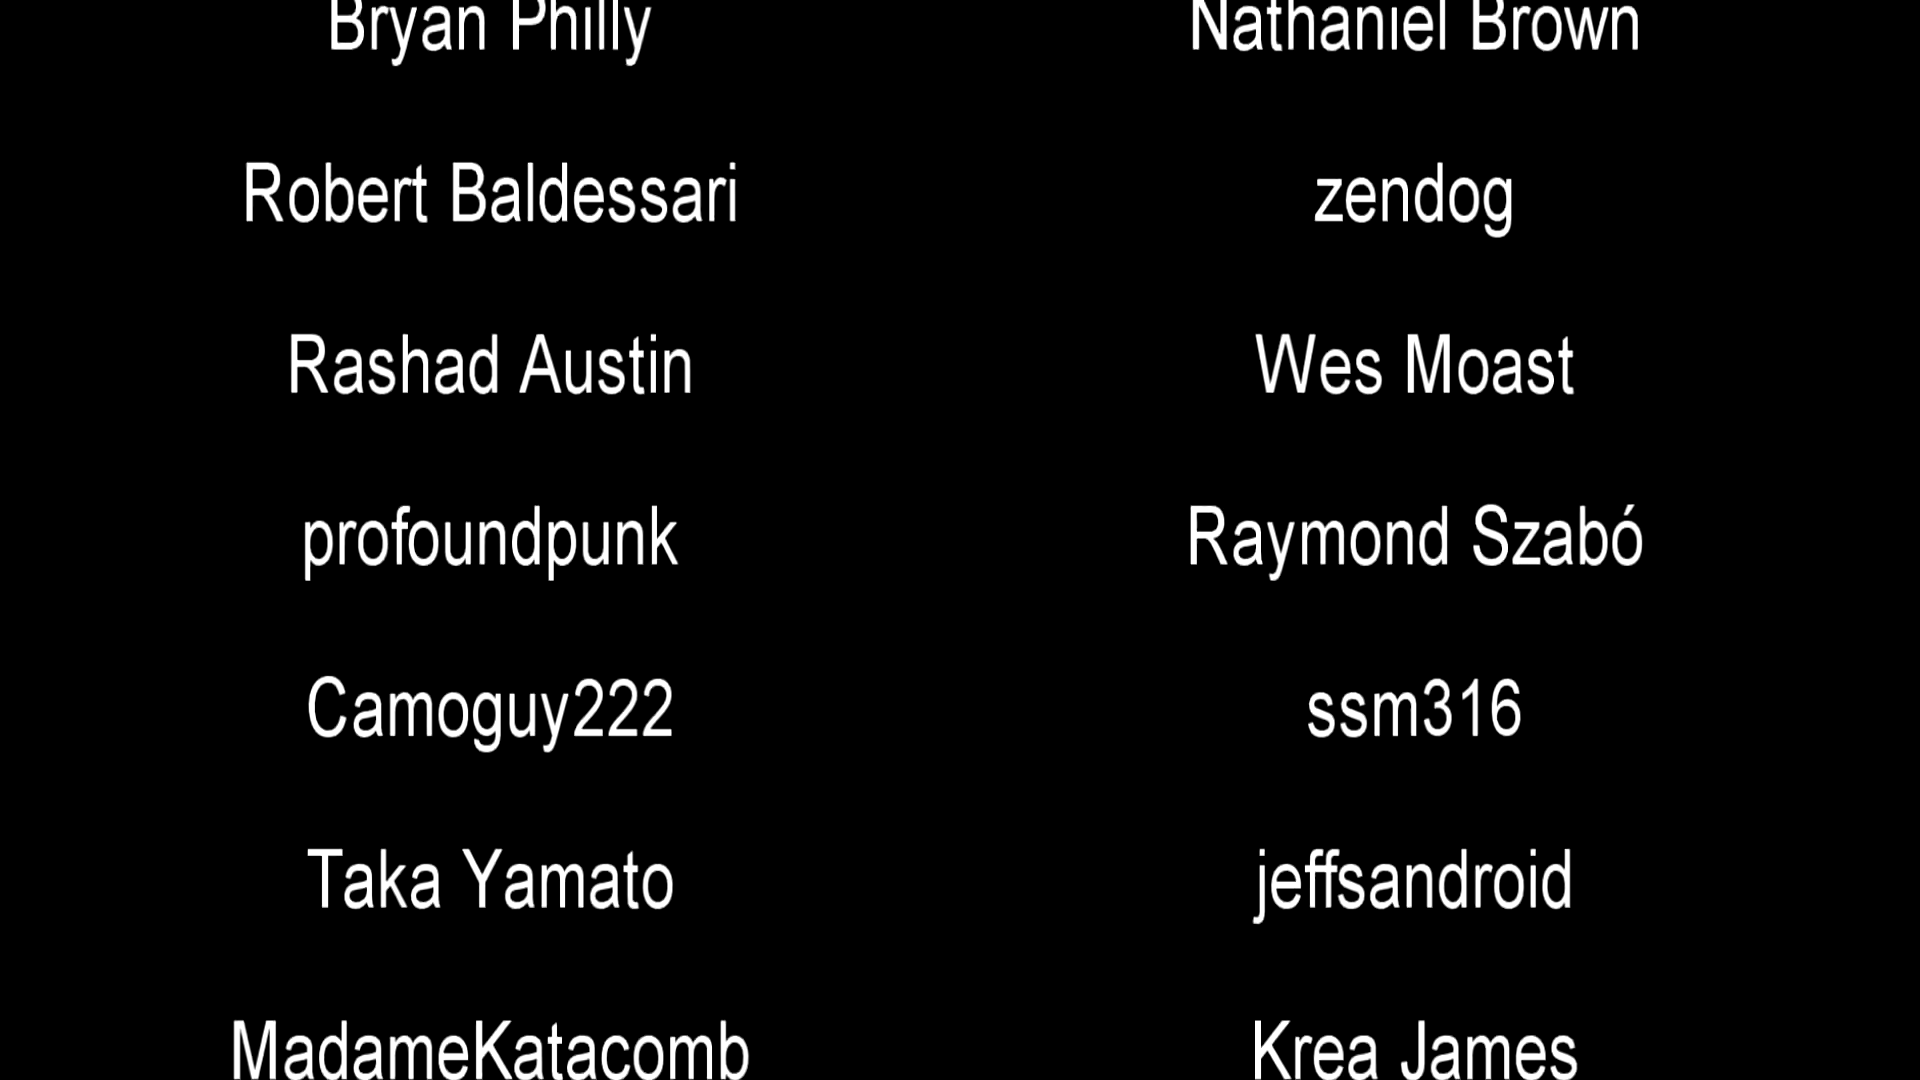 Bryan Philly Nathaniel Brown
Robert Baldessari zendog
Rashad Austin Wes Moast
profoundpunk Raymond Szabó
Camoguy222 ssm316
Taka Yamato jeffsandroid
MadameKatacomb Krea James